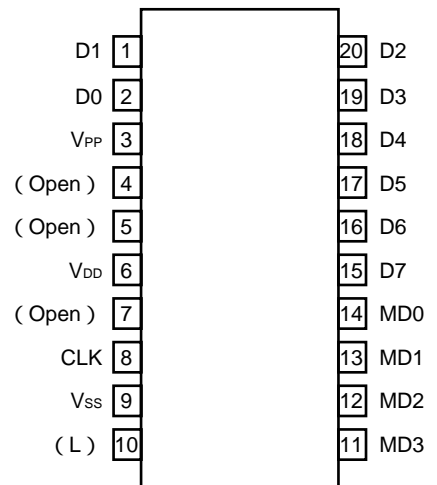 D1 1 20 D2
D0 2 19 D3
VPP 3 18 D4
( Open ) 4 17 D5
( Open ) 5 16 D6
VDD 6 15 D7
( Open ) 7 14 MD0
CLK 8 13 MD1
VSS 9 12 MD2
( L ) 10 11 MD3